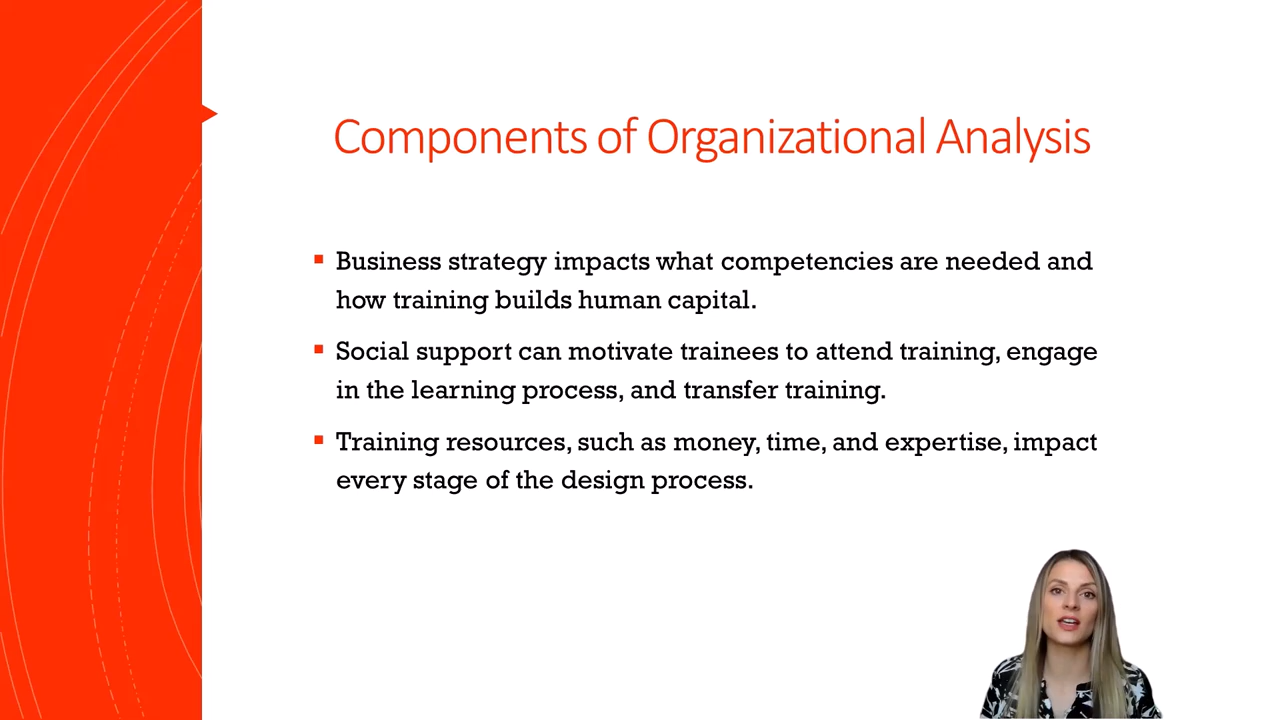 Components of Organizational Analysis
Business strategy impacts what competencies are needed and
how training builds human capital.
Social support can motivate trainees to attend training, engage
in the learning process, and transfer training.
Training resources, such as money, time, and expertise, impact
every stage of the design process.